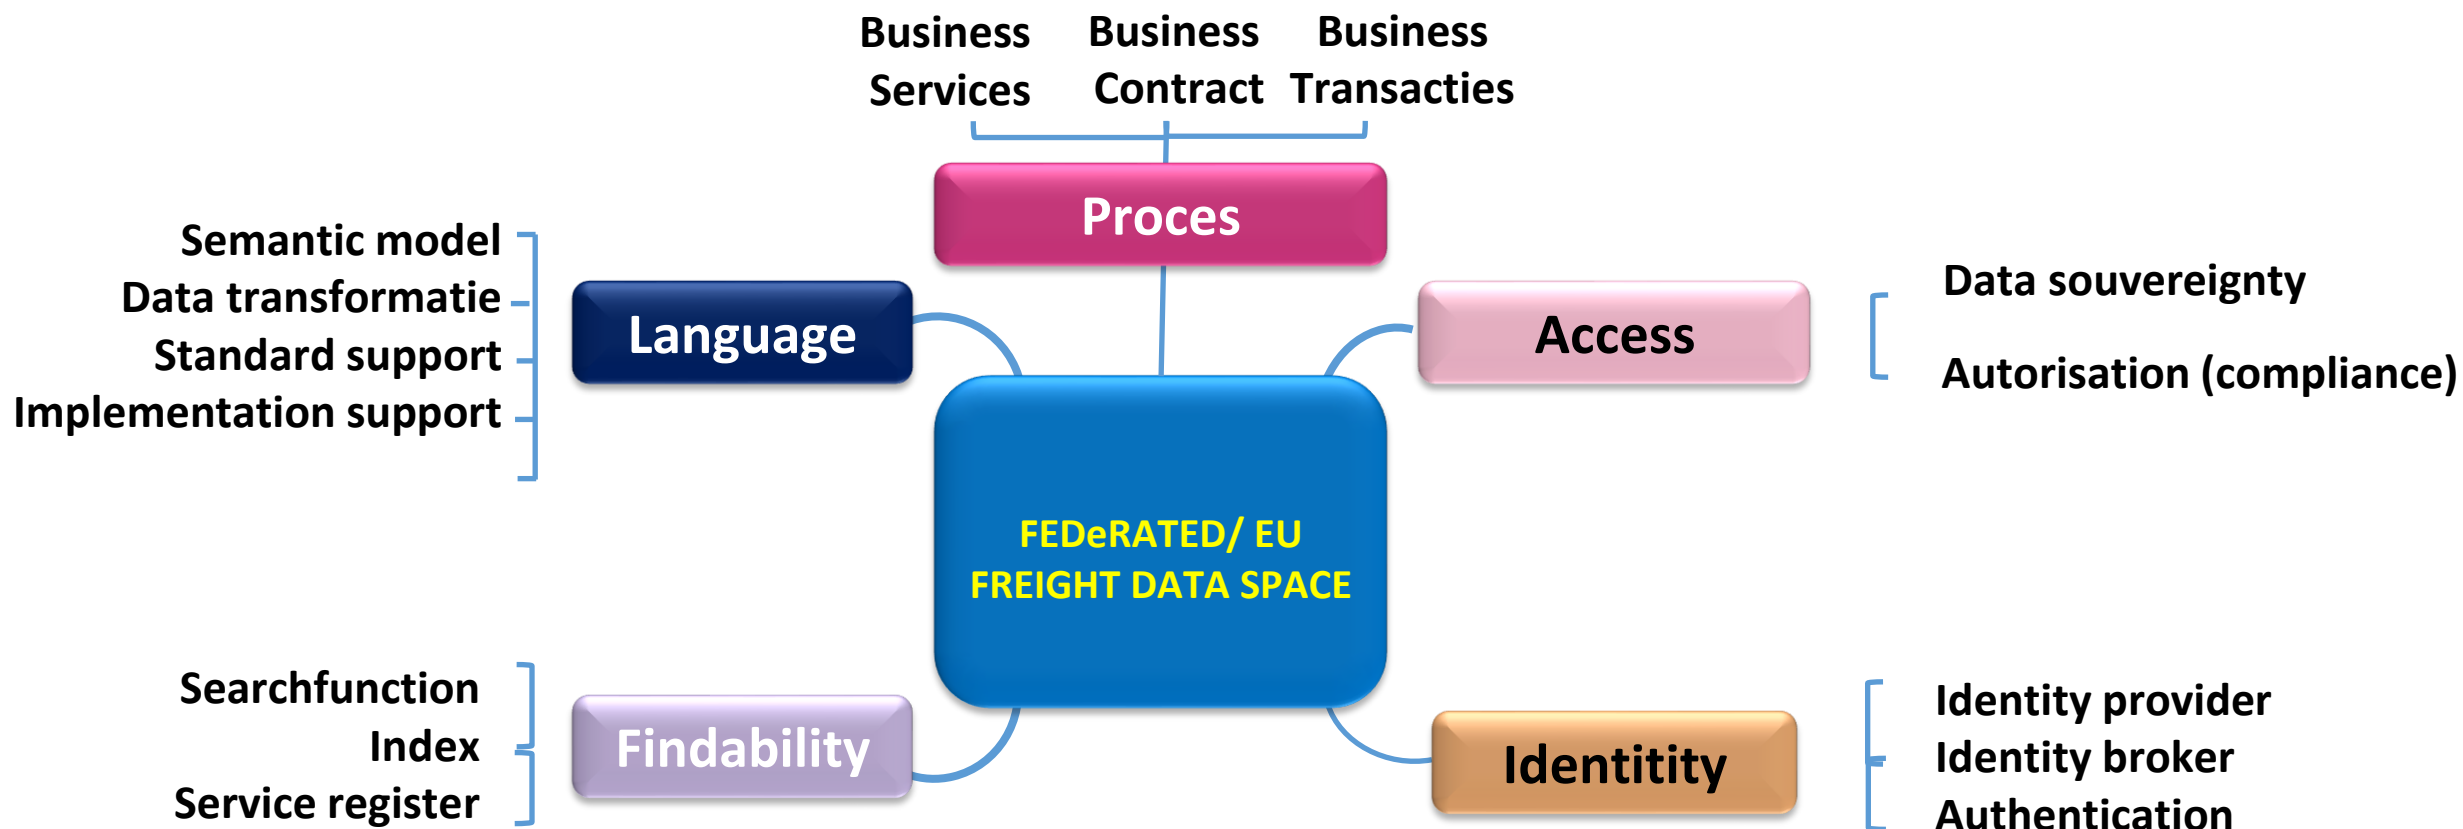 Business Services
Business Contract
Business Transacties
Proces
Semantic model
Data transformatie
Standard support
Implementation support
Language
Access
Data souvereignty
Autorisation (compliance)
FEDeRATED/ EU
FREIGHT DATA SPACE
Searchfunction
Index
Service register
Findability
Identitity
Identity provider
Identity broker
Authentication